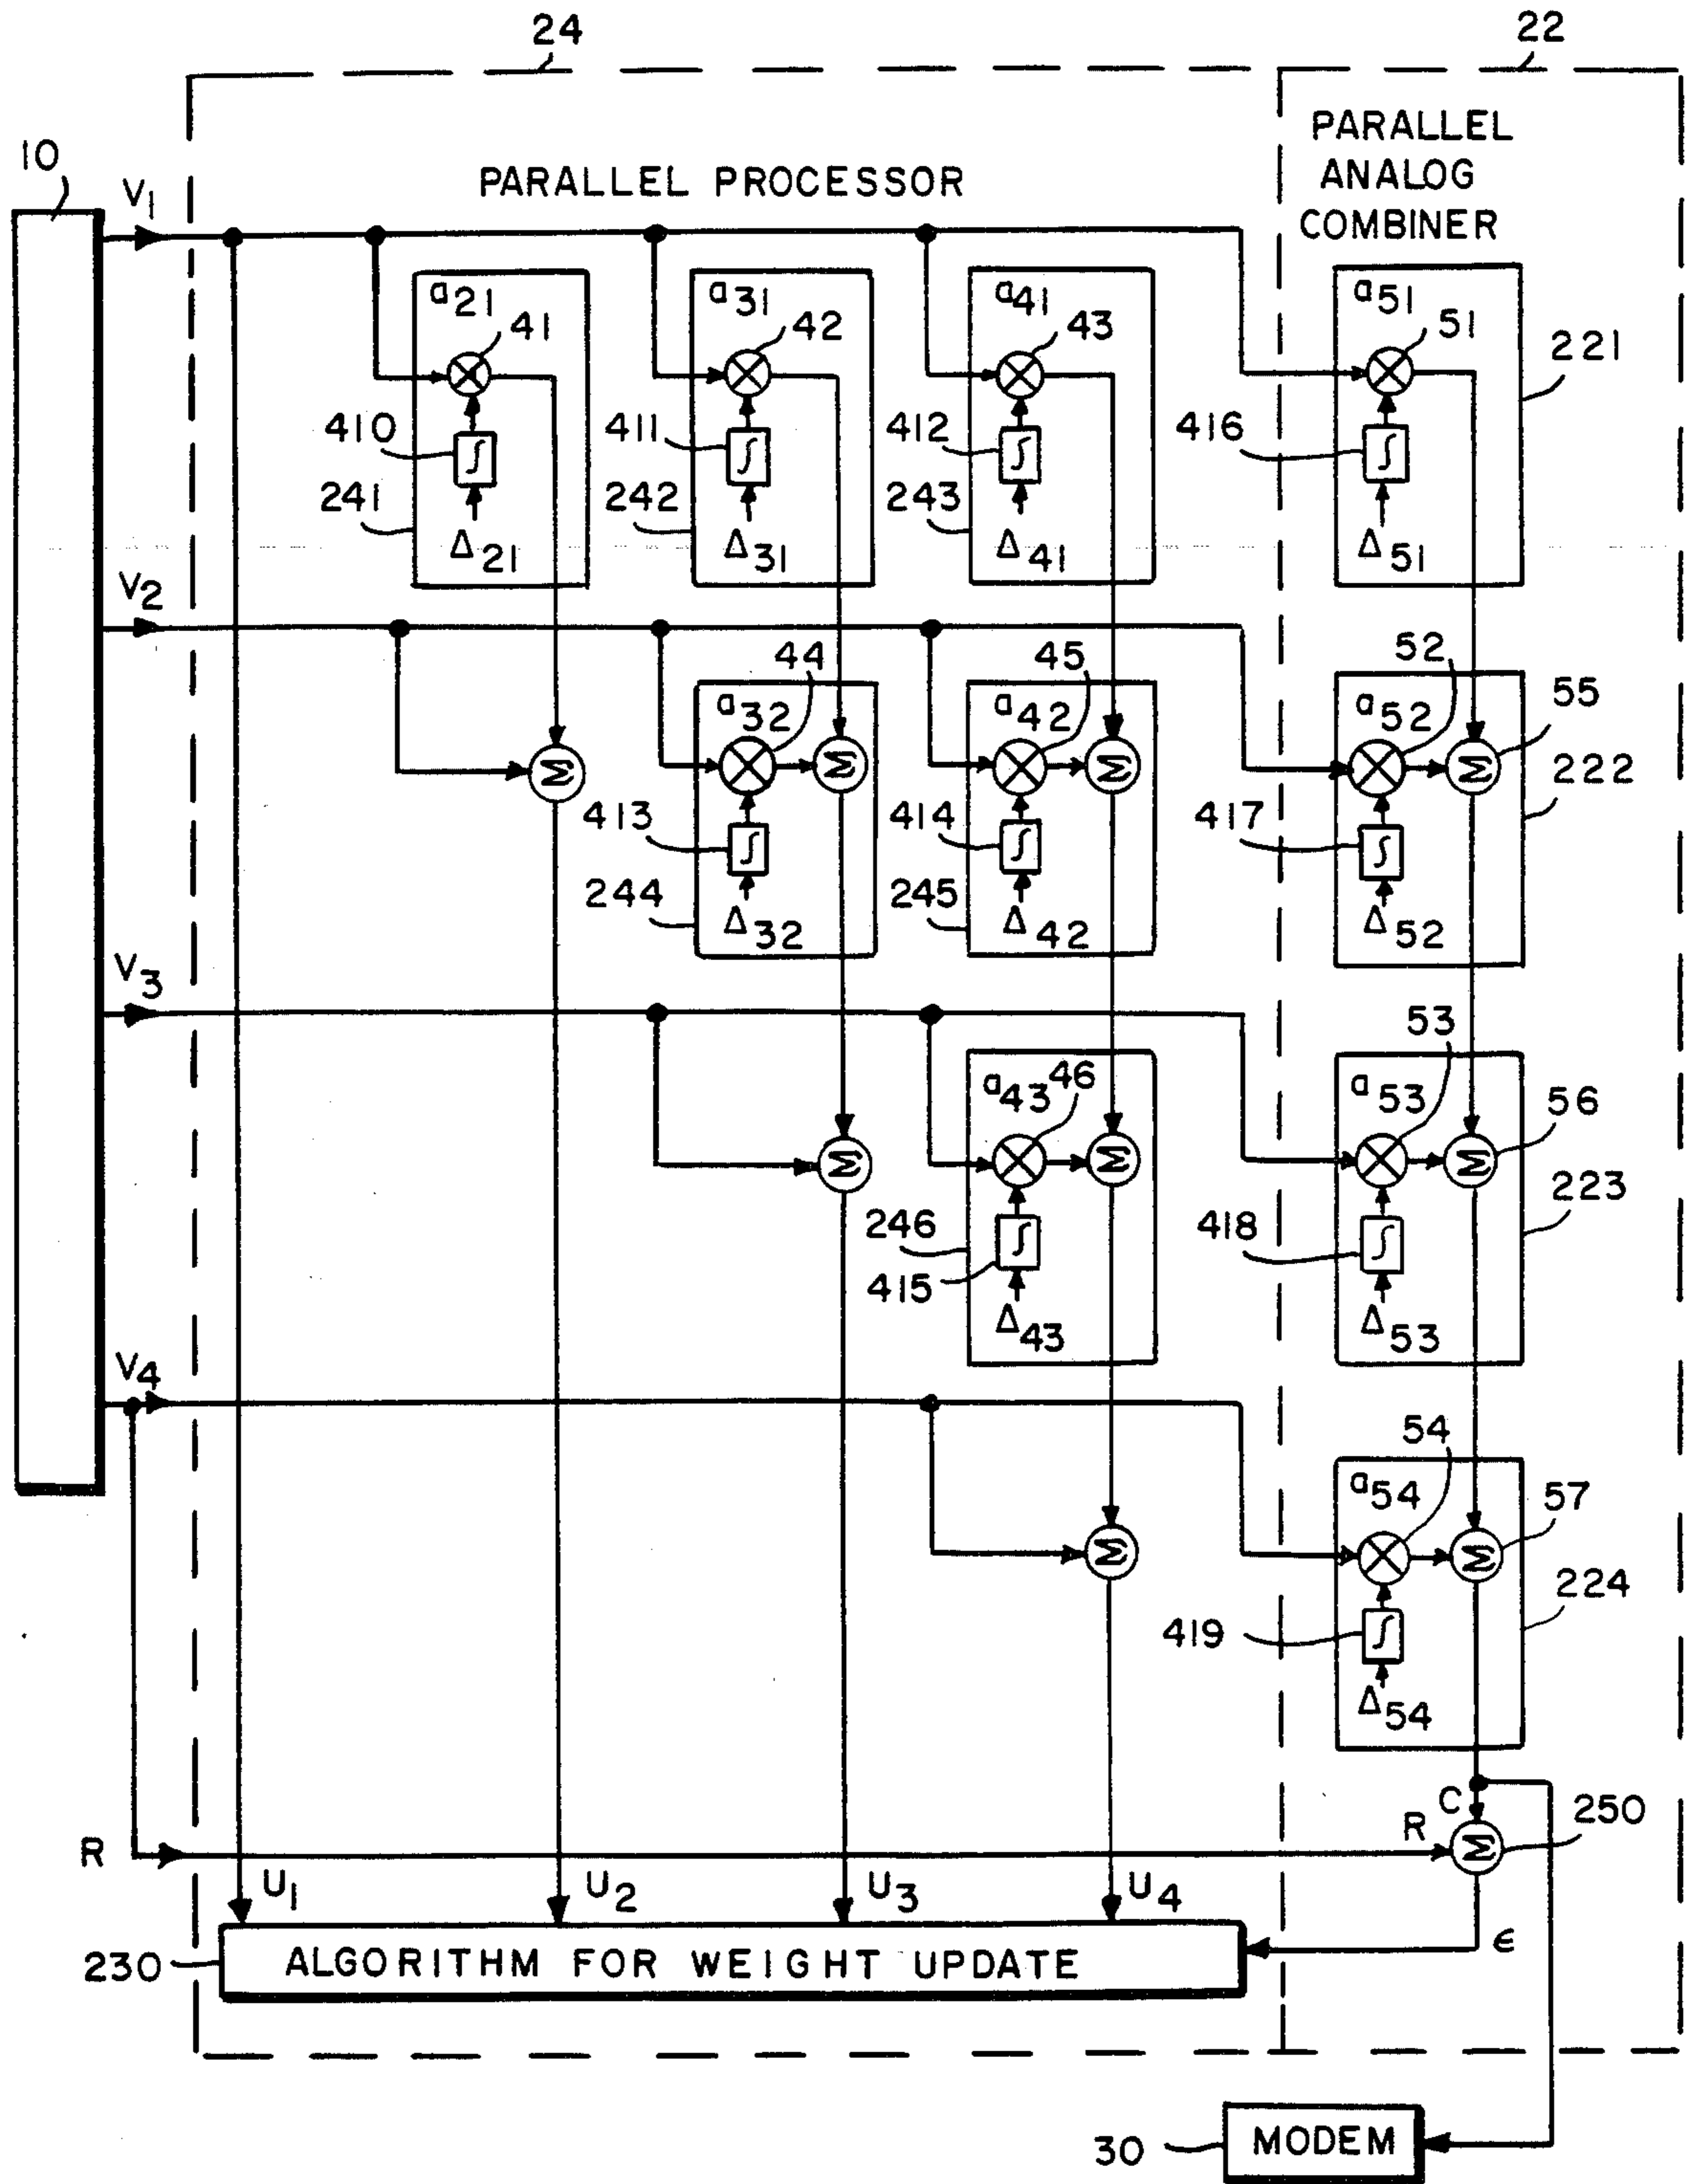 24
22
PARALLEL
ANALOG
COMBINER
10
PARALLEL PROCESSOR
V1
a21
41
a31
42
a41
43
a51
51
221
410
411
412
416
∫
∫
∫
∫
241
242
243
Δ21
Δ31
Δ41
Δ51
V2
44
45
52
55
a32
a42
a52
Σ
Σ
Σ
Σ
222
413
414
417
∫
∫
∫
244
245
Δ32
Δ42
Δ52
V3
53
a43
46
a53
56
Σ
Σ
Σ
223
246
418
∫
∫
415
Δ43
Δ53
V4
54
a54
57
Σ
Σ
224
419
∫
Δ54
C
250
R
R
Σ
U1
U2
U3
U4
ϵ
230
ALGORITHM FOR WEIGHT UPDATE
30
MODEM